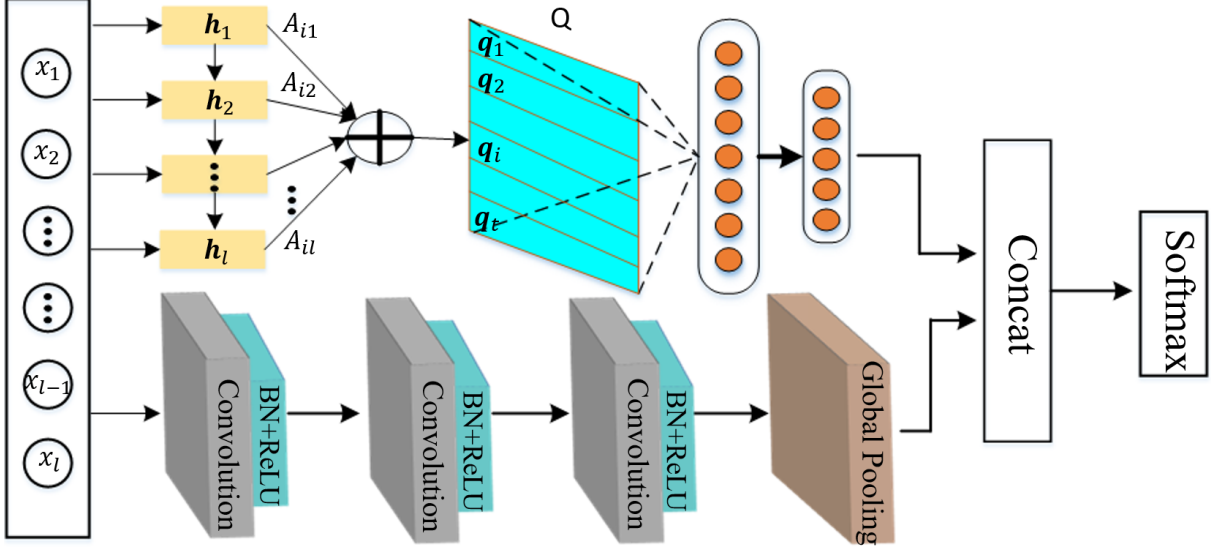 x₁
x₂
⋮
⋮
xₗ₋₁
xₗ
h₁
h₂
⋮
hₗ
Aᵢ₁
Aᵢ₂
⋮
Aᵢₗ
Q
q₁
q₂
qᵢ
qₜ
Convolution
BN+ReLU
Convolution
BN+ReLU
Convolution
BN+ReLU
Global Pooling
Concat
Softmax